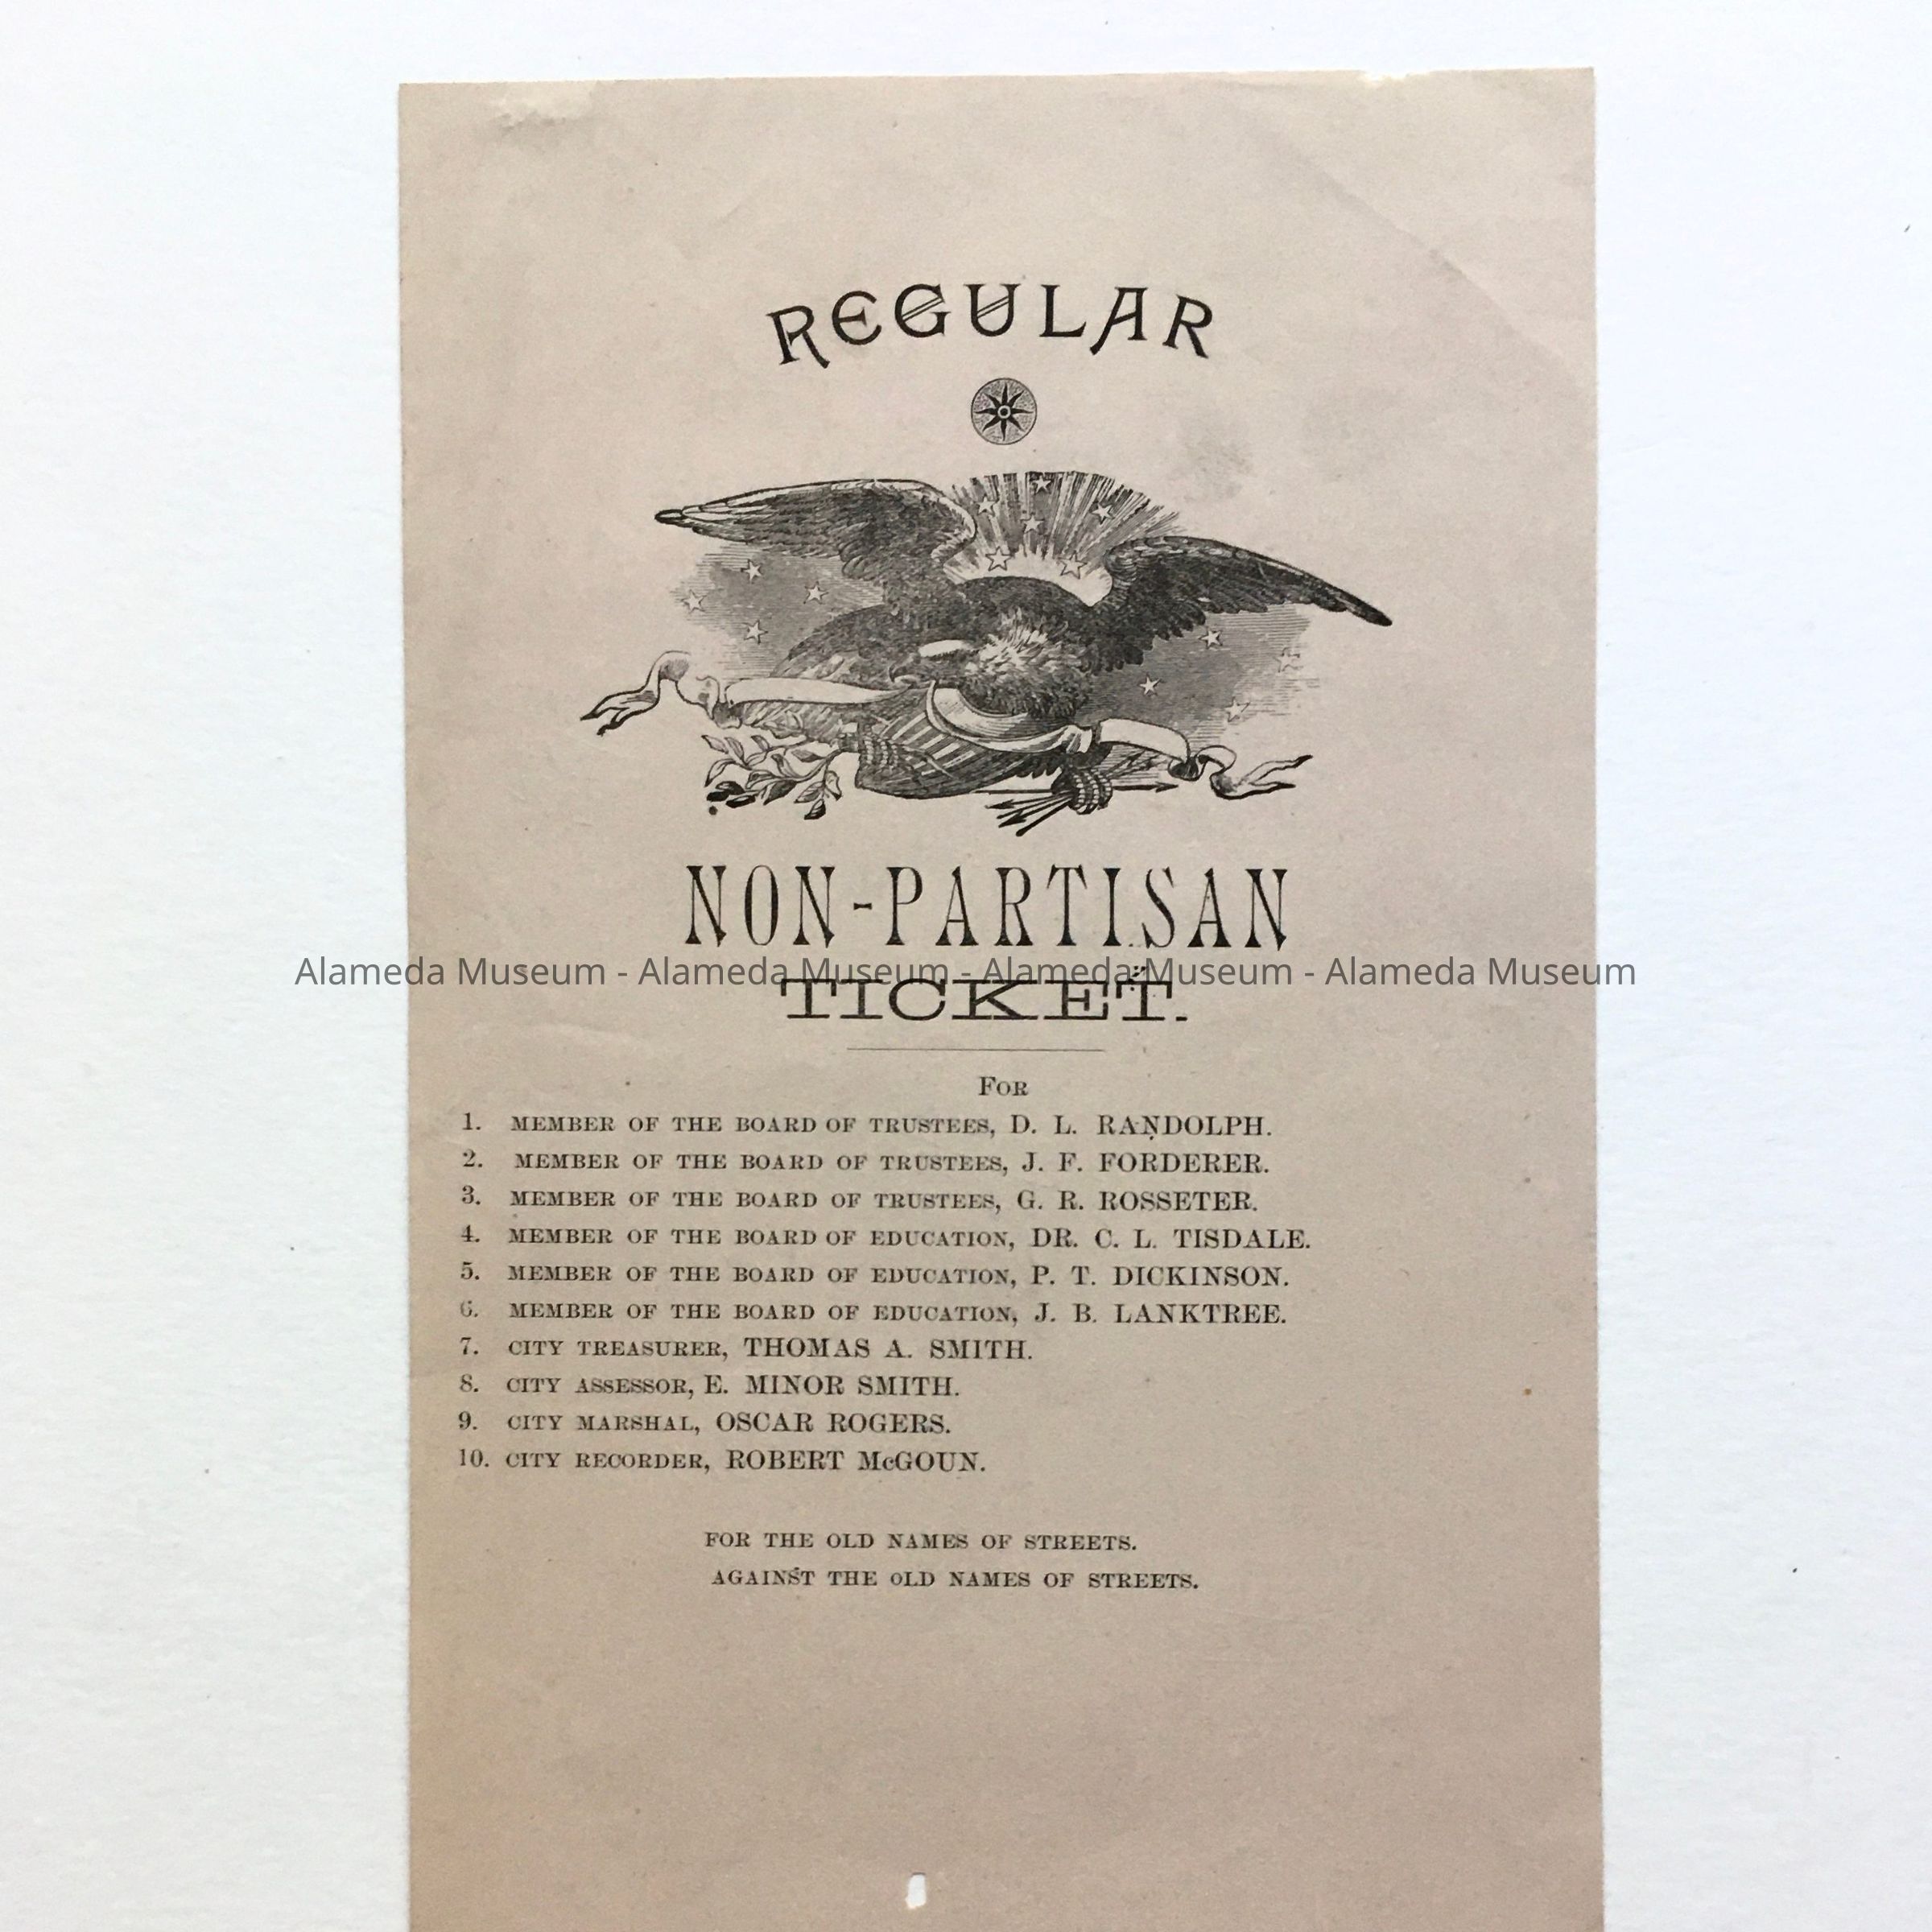 REGULAR
NON-PARTISAN
Alameda Museum - Alameda Museum - Alameda Museum - Alameda Museum
TICKET.
FOR
1. MEMBER OF THE BOARD OF TRUSTEES, D. L. RANDOLPH.
2. MEMBER OF THE BOARD OF TRUSTEES, J. F. FORDERER.
3. MEMBER OF THE BOARD OF TRUSTEES, G. R. ROSSETER.
4. MEMBER OF THE BOARD OF EDUCATION, DR. C. L. TISDALE.
5. MEMBER OF THE BOARD OF EDUCATION, P. T. DICKINSON.
6. MEMBER OF THE BOARD OF EDUCATION, J. B. LANKTREE.
7. CITY TREASURER, THOMAS A. SMITH.
8. CITY ASSESSOR, E. MINOR SMITH.
9. CITY MARSHAL, OSCAR ROGERS.
10. CITY RECORDER, ROBERT McGOUN.
FOR THE OLD NAMES OF STREETS.
AGAINST THE OLD NAMES OF STREETS.